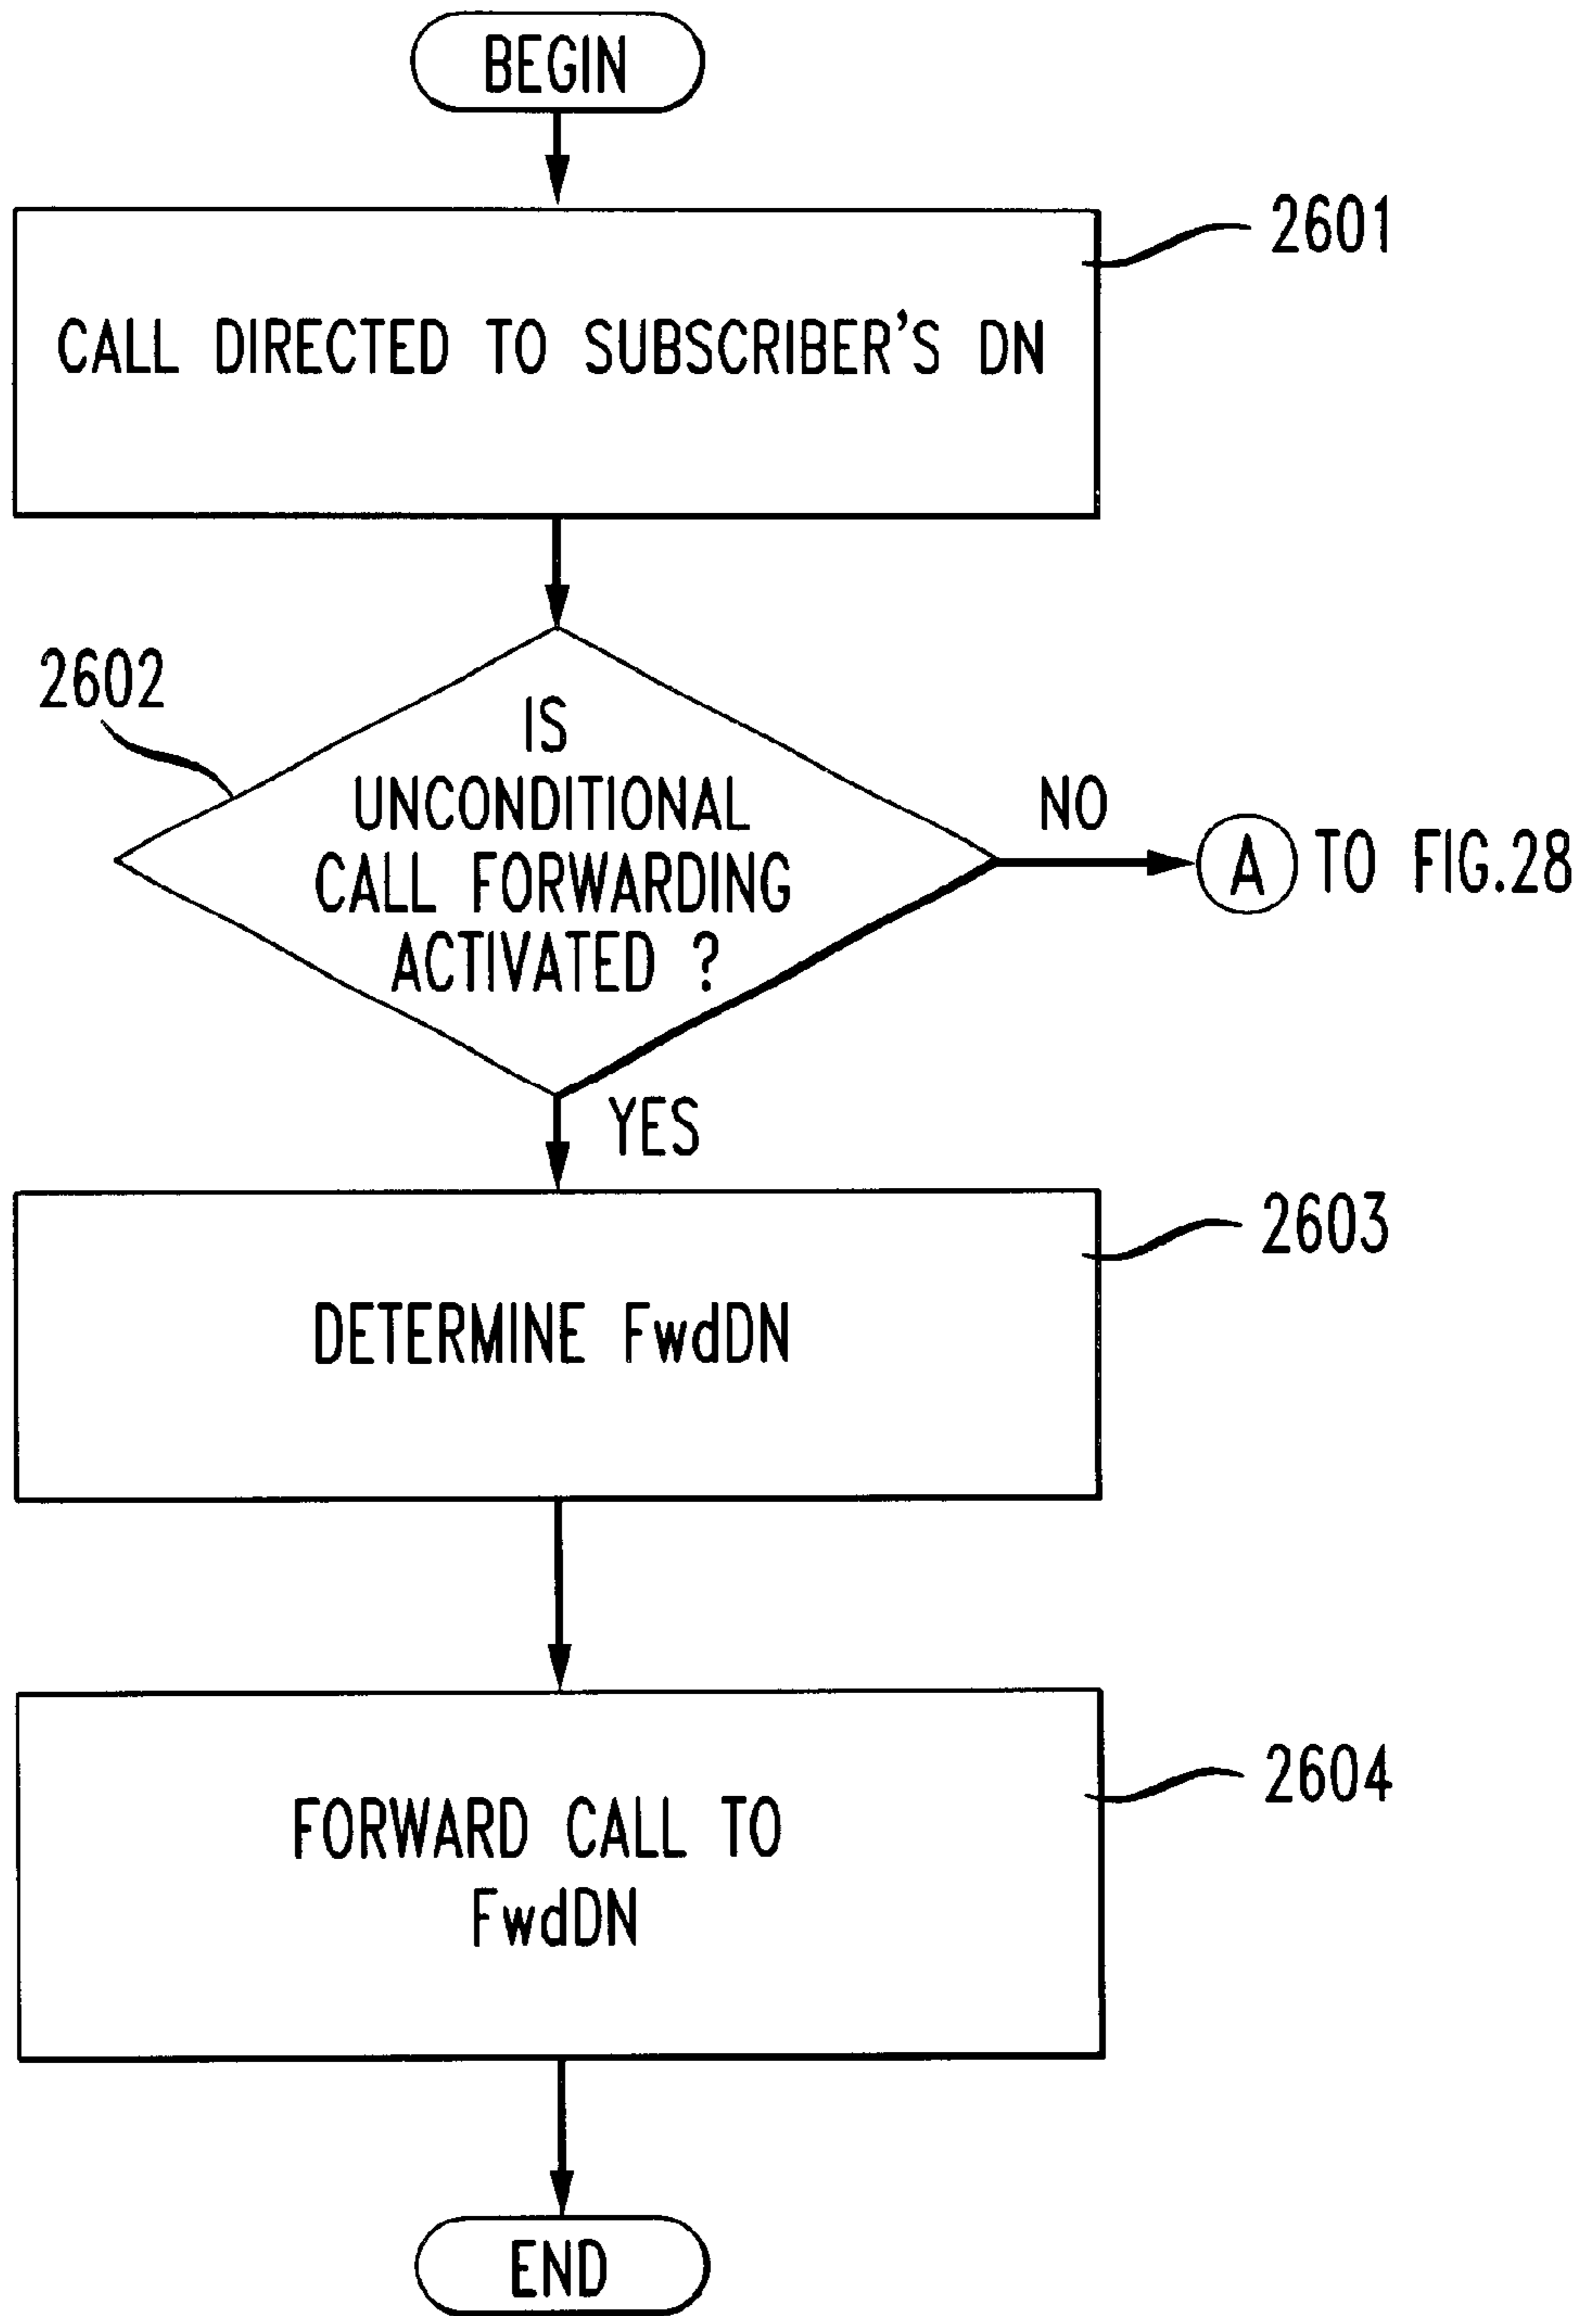 BEGIN
2601
CALL DIRECTED TO SUBSCRIBER'S DN
2602
IS
UNCONDITIONAL
CALL FORWARDING
ACTIVATED ?
NO
A TO FIG.28
YES
2603
DETERMINE FwdDN
2604
FORWARD CALL TO
FwdDN
END